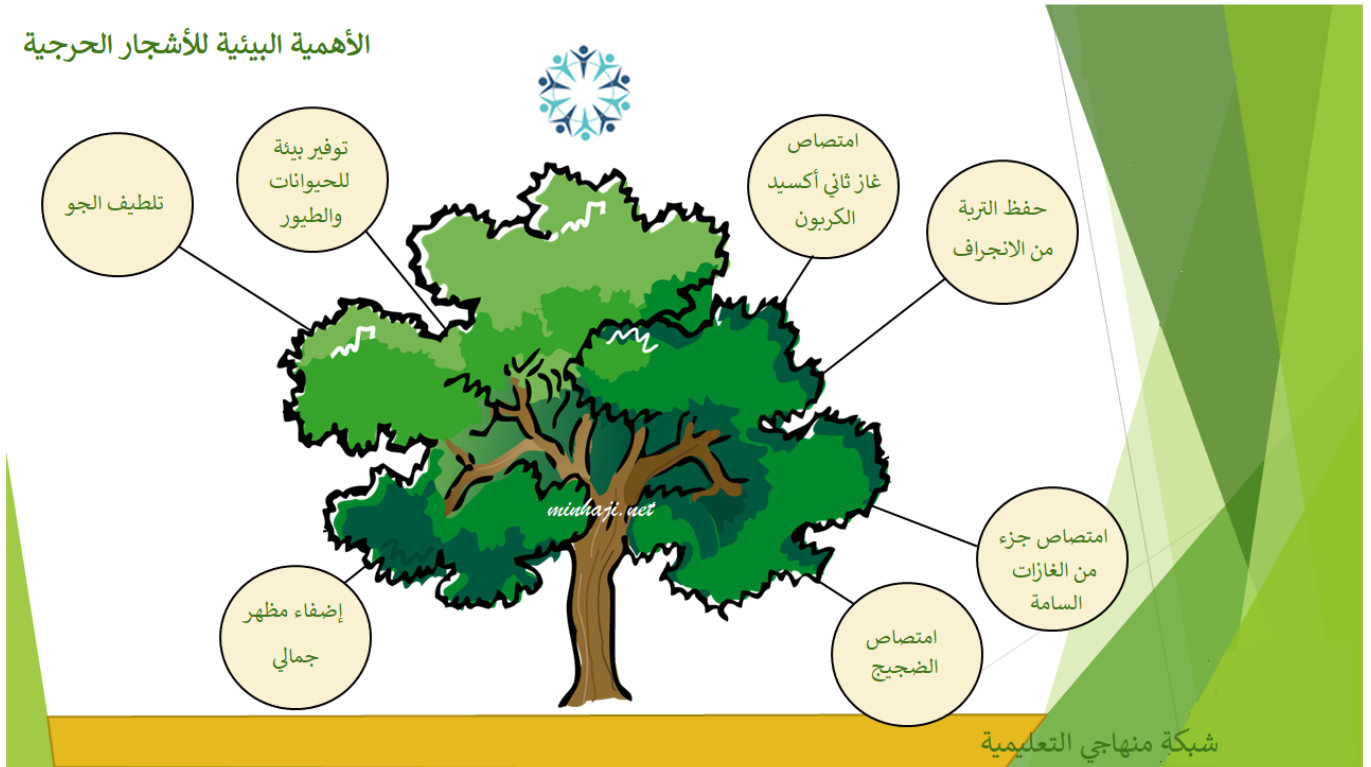 الأهمية البيئية للأشجار الحرجية
امتصاص
غاز ثاني أكسيد
الكربون
حفظ التربة
من الانجراف
توفير بيئة
للحيوانات
والطيور
تلطيف الجو
minhaji.net
امتصاص جزء
من الغازات
السامة
امتصاص
الضجيج
إضفاء مظهر
جمالي
شبكة منهاجي التعليمية